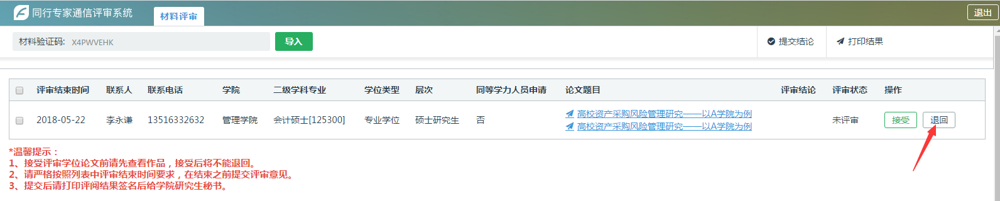 同行专家通信评审系统 材料评审 退出
材料验证码: X4PWVEHK 导入 提交结论 打印结果
评审结束时间 联系人 联系电话 学院 二级学科专业 学位类型 层次 同等学力人员申请 论文题目 评审结论 评审状态 操作
2018-05-22 李永谦 13516332632 管理学院 会计硕士[125300] 专业学位 硕士研究生 否 高校资产采购风险管理研究——以A学院为例 未评审 接受 退回
高校资产采购风险管理研究——以A学院为例
*温馨提示：
1、接受评审学位论文前请先查看作品，接受后将不能退回。
2、请严格按照列表中评审结束时间要求，在结束之前提交评审意见。
3、提交后请打印评阅结果签名后给学院研究生秘书。